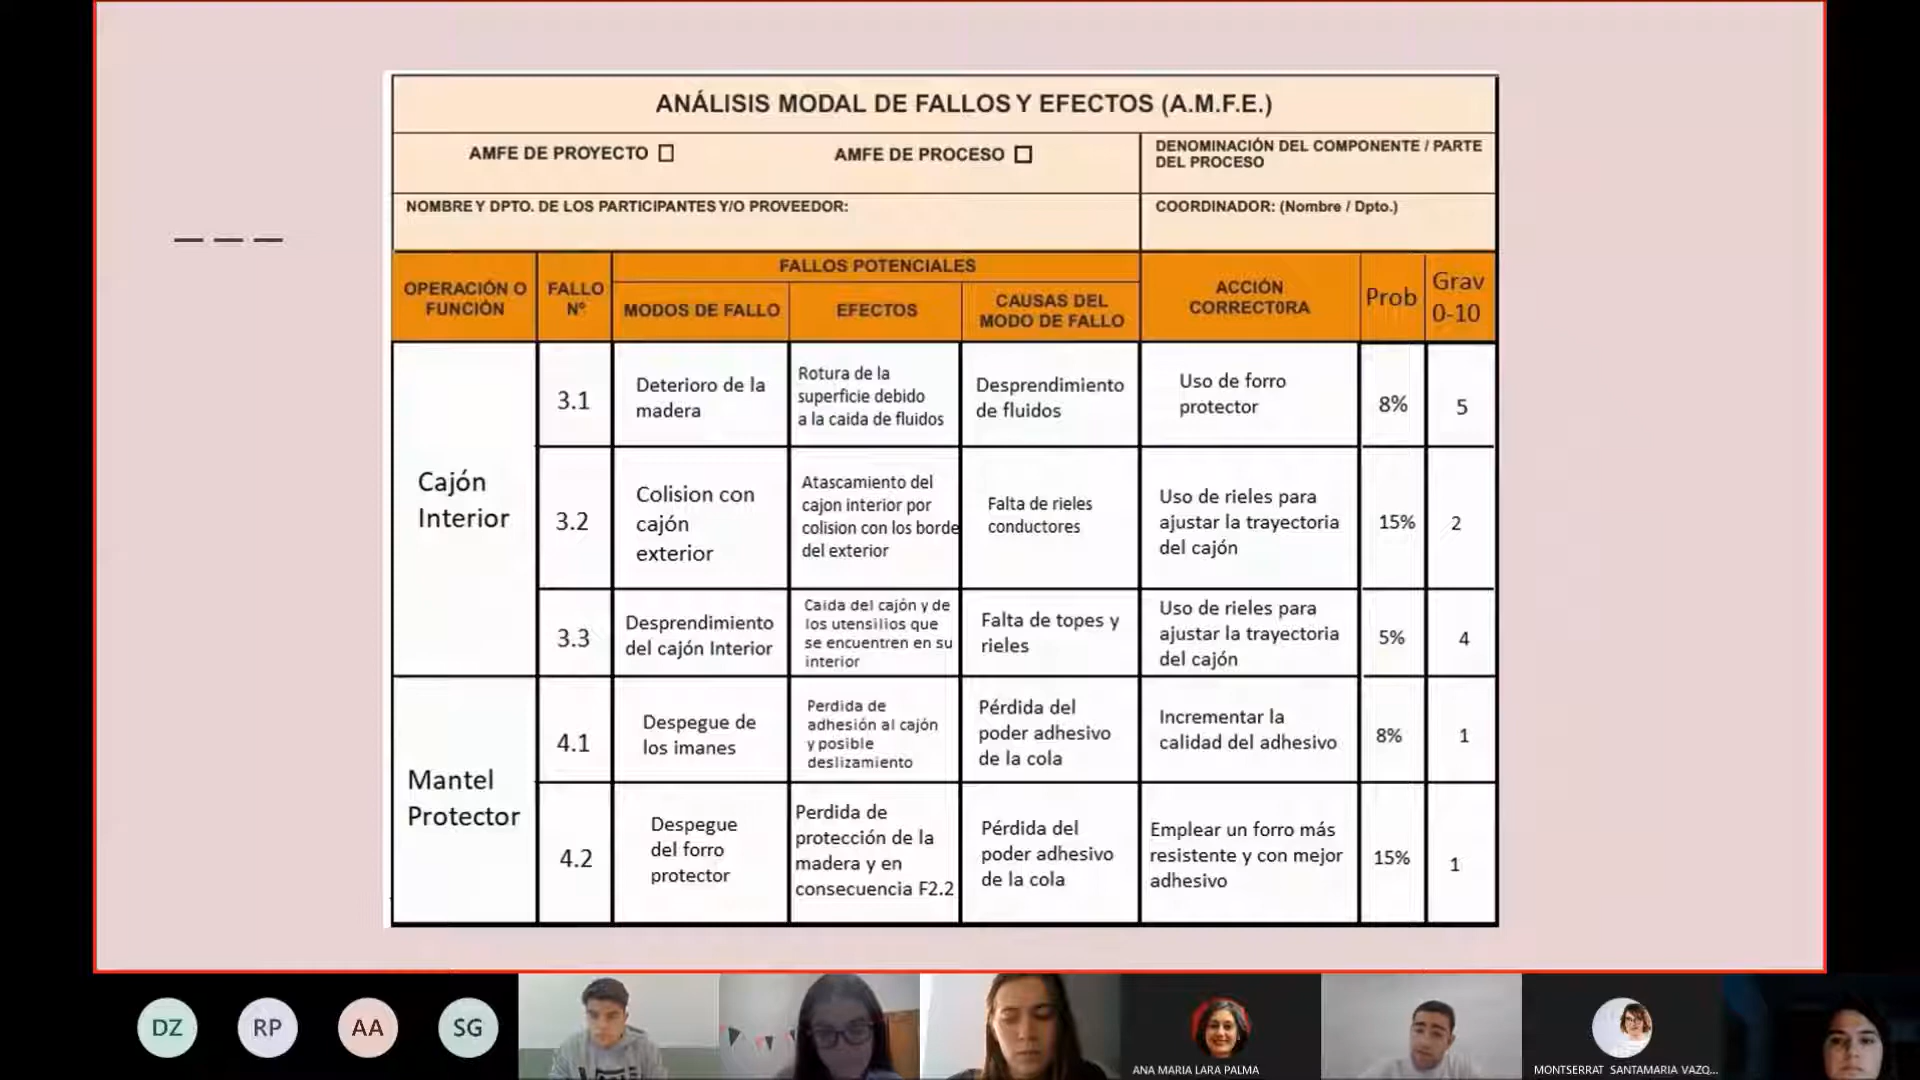 ANÁLISIS MODAL DE FALLOS Y EFECTOS (A.M.F.E.)
AMFE DE PROYECTO
AMFE DE PROCESO
DENOMINACIÓN DEL COMPONENTE / PARTE
DEL PROCESO
NOMBRE Y DPTO. DE LOS PARTICIPANTES Y/O PROVEEDOR:
COORDINADOR: (Nombre / Dpto.)
OPERACIÓN O
FUNCIÓN
FALLO
Nº
FALLOS POTENCIALES
MODOS DE FALLO
EFECTOS
CAUSAS DEL
MODO DE FALLO
ACCIÓN
CORRECT0RA
Prob
Grav
0-10
Cajón
Interior
3.1
Deterioro de la
madera
Rotura de la
superficie debido
a la caida de fluidos
Desprendimiento
de fluidos
Uso de forro
protector
8%
5
3.2
Colision con
cajón
exterior
Atascamiento del
cajon interior por
colision con los borde
del exterior
Falta de rieles
conductores
Uso de rieles para
ajustar la trayectoria
del cajón
15%
2
3.3
Desprendimiento
del cajón Interior
Caida del cajón y de
los utensilios que
se encuentren en su
interior
Falta de topes y
rieles
Uso de rieles para
ajustar la trayectoria
del cajón
5%
4
Mantel
Protector
4.1
Despegue de
los imanes
Perdida de
adhesión al cajón
y posible
deslizamiento
Pérdida del
poder adhesivo
de la cola
Incrementar la
calidad del adhesivo
8%
1
4.2
Despegue
del forro
protector
Perdida de
protección de la
madera y en
consecuencia F2.2
Pérdida del
poder adhesivo
de la cola
Emplear un forro más
resistente y con mejor
adhesivo
15%
1
DZ
RP
AA
SG
ANA MARIA LARA PALMA
MONTSERRAT SANTAMARIA VAZQ...